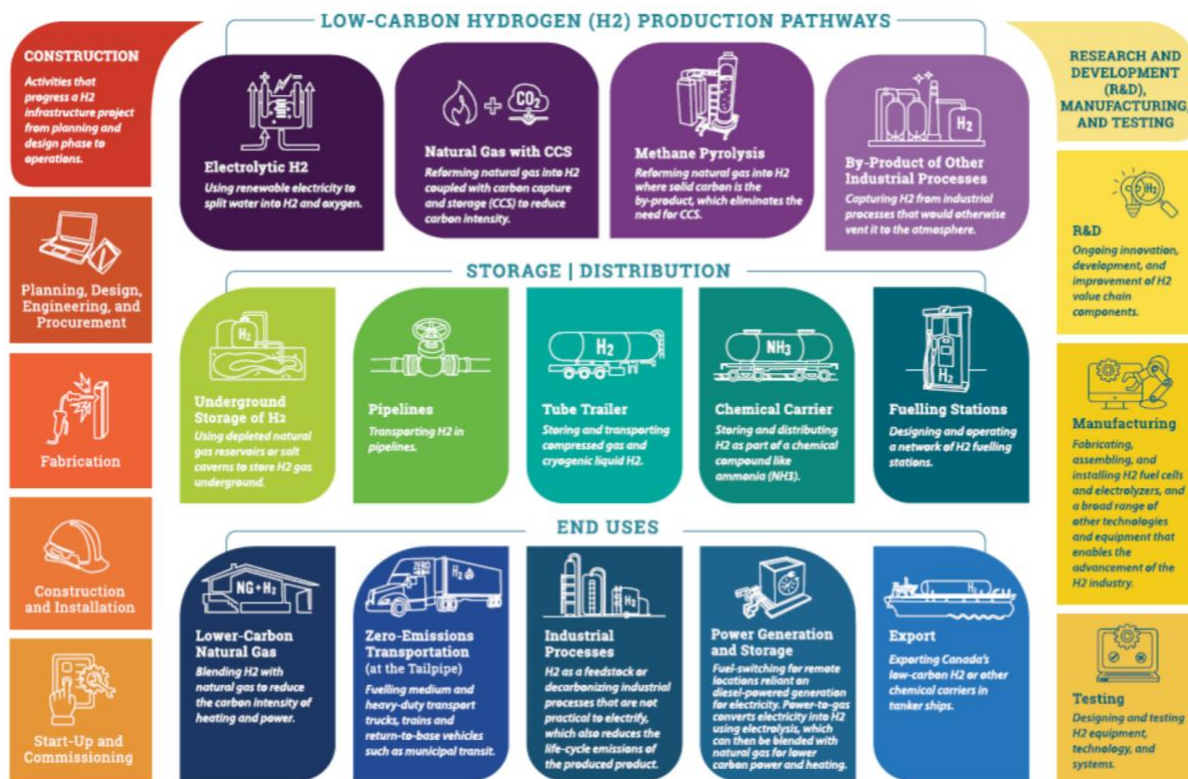 LOW-CARBON HYDROGEN (H2) PRODUCTION PATHWAYS
CONSTRUCTION
Activities that
progress a H2
infrastructure project
from planning and
design phase to
operations.
Planning, Design,
Engineering, and
Procurement
Fabrication
Construction
and Installation
Start-Up and
Commissioning
Electrolytic H2
Using renewable electricity to
split water into H2 and oxygen.
CO2
Natural Gas with CCS
Reforming natural gas into H2
coupled with carbon capture
and storage (CCS) to reduce
carbon intensity.
Methane Pyrolysis
Reforming natural gas into H2
where solid carbon is the
by-product, which eliminates the
need for CCS.
H2
By-Product of Other
Industrial Processes
Capturing H2 from industrial
processes that would otherwise
vent it to the atmosphere.
STORAGE | DISTRIBUTION
H2
Underground
Storage of H2
Using depleted natural
gas reservoirs or salt
caverns to store H2 gas
underground.
Pipelines
Transporting H2 in
pipelines.
H2
Tube Trailer
Storing and transporting
compressed gas and
cryogenic liquid H2.
NH3
Chemical Carrier
Storing and distributing
H2 as part of a chemical
compound like
ammonia (NH3).
H2
Fuelling Stations
Designing and operating
a network of H2 fuelling
stations.
END USES
NG+H2
Lower-Carbon
Natural Gas
Blending H2 with
natural gas to reduce
the carbon intensity of
heating and power.
ZERO
H2
Zero-Emissions
Transportation
(at the Tailpipe)
Fuelling medium and
heavy-duty transport
trucks, trains and
return-to-base vehicles
such as municipal transit.
H2
Industrial
Processes
H2 as a feedstock or
decarbonizing industrial
processes that are not
practical to electrify,
which also reduces the
life-cycle emissions of
the produced product.
Power Generation
and Storage
Fuel-switching for remote
locations reliant on
diesel-powered generation
for electricity. Power-to-gas
converts electricity into H2
using electrolysis, which
can then be blended with
natural gas for lower
carbon power and heating.
H2
Export
Exporting Canada's
low-carbon H2 or other
chemical carriers in
tanker ships.
RESEARCH AND
DEVELOPMENT
(R&D),
MANUFACTURING,
AND TESTING
H2
R&D
Ongoing innovation,
development, and
improvement of H2
value chain
components.
Manufacturing
Fabricating,
assembling, and
installing H2 fuel cells
and electrolyzers, and
a broad range of
other technologies
and equipment that
enables the
advancement of the
H2 industry.
Testing
Designing and testing
H2 equipment,
technology, and
systems.